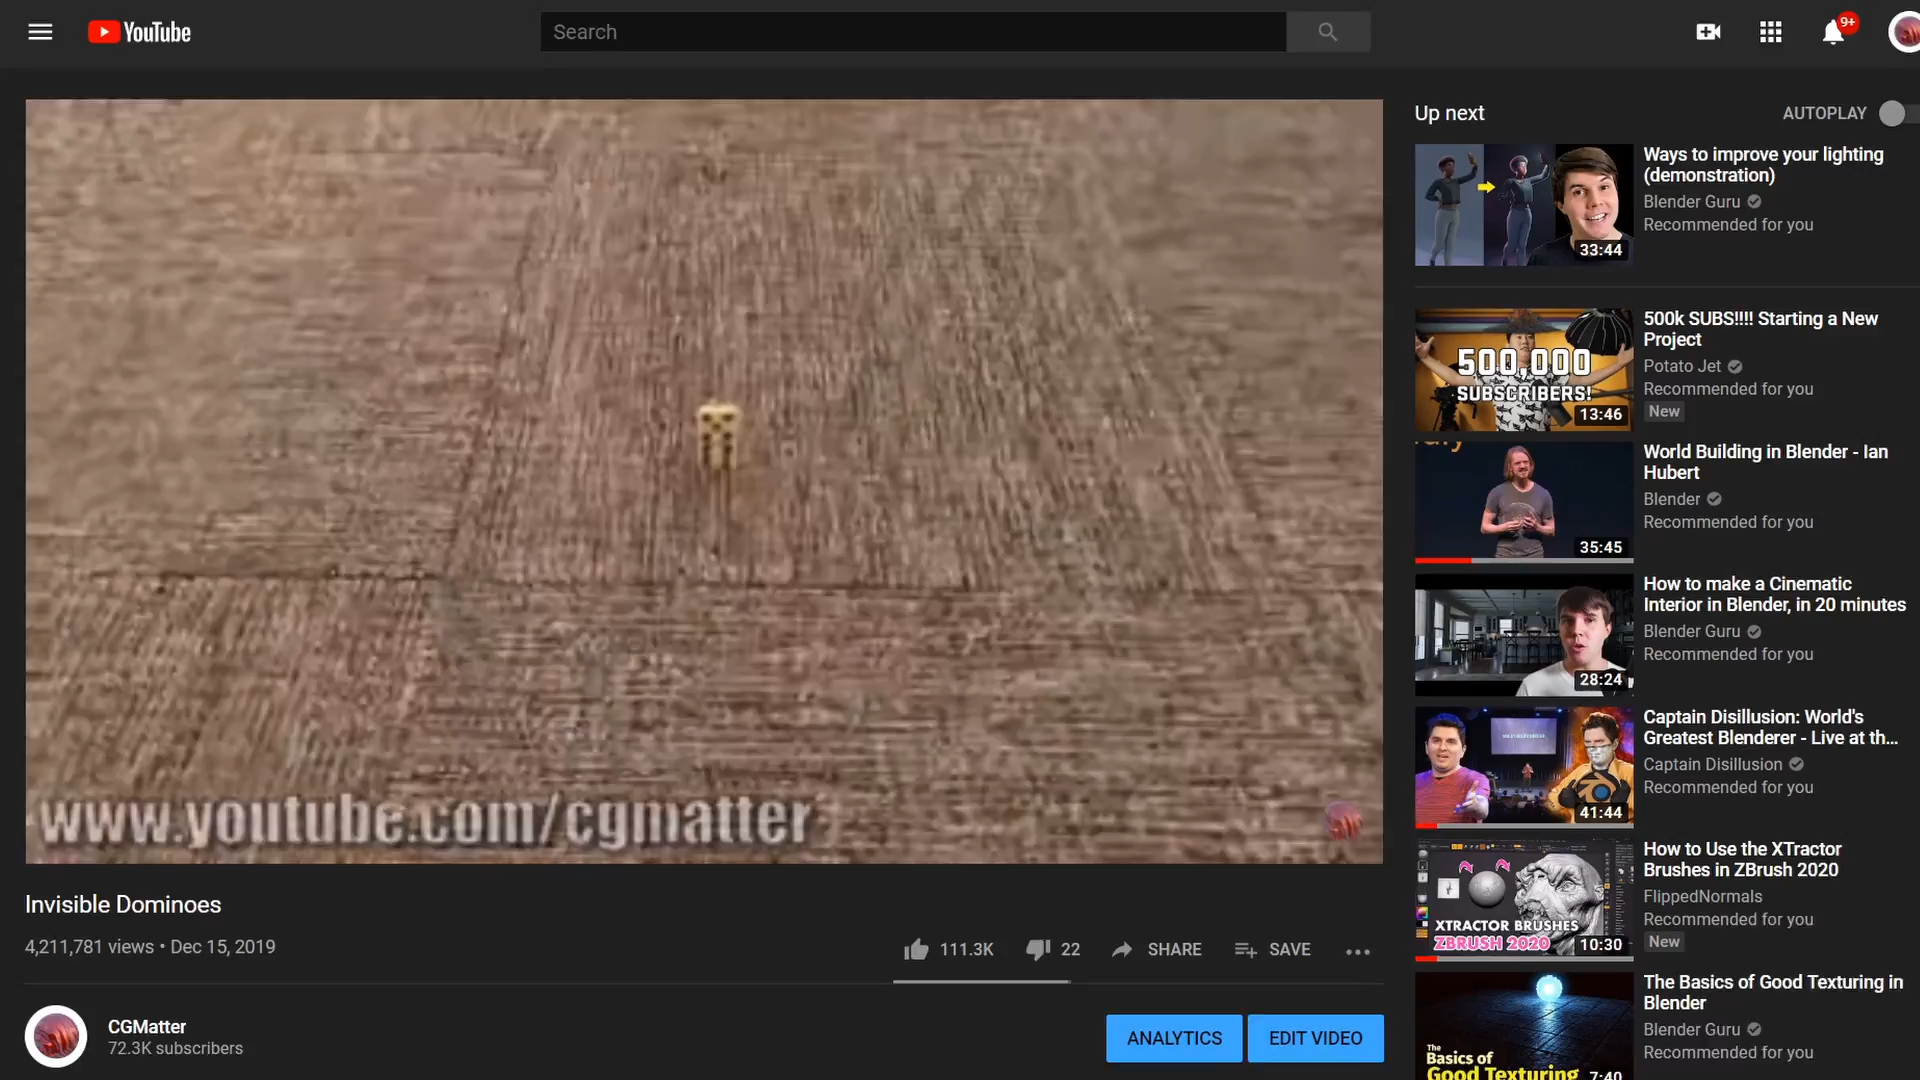 YouTube
Search
9+
www.youtube.com/cgmatter
Invisible Dominoes
4,211,781 views • Dec 15, 2019
111.3K
22
SHARE
SAVE
CGMatter
72.3K subscribers
ANALYTICS
EDIT VIDEO
Up next
AUTOPLAY
33:44
Ways to improve your lighting
(demonstration)
Blender Guru
Recommended for you
500,000
SUBSCRIBERS!
13:46
500k SUBS!!!! Starting a New
Project
Potato Jet
Recommended for you
New
35:45
World Building in Blender - Ian
Hubert
Blender
Recommended for you
28:24
How to make a Cinematic
Interior in Blender, in 20 minutes
Blender Guru
Recommended for you
41:44
Captain Disillusion: World's
Greatest Blenderer - Live at th...
Captain Disillusion
Recommended for you
XTRACTOR BRUSHES
ZBRUSH 2020
10:30
How to Use the XTractor
Brushes in ZBrush 2020
FlippedNormals
Recommended for you
New
The
Basics of
Good Texturing
7:40
The Basics of Good Texturing in
Blender
Blender Guru
Recommended for you